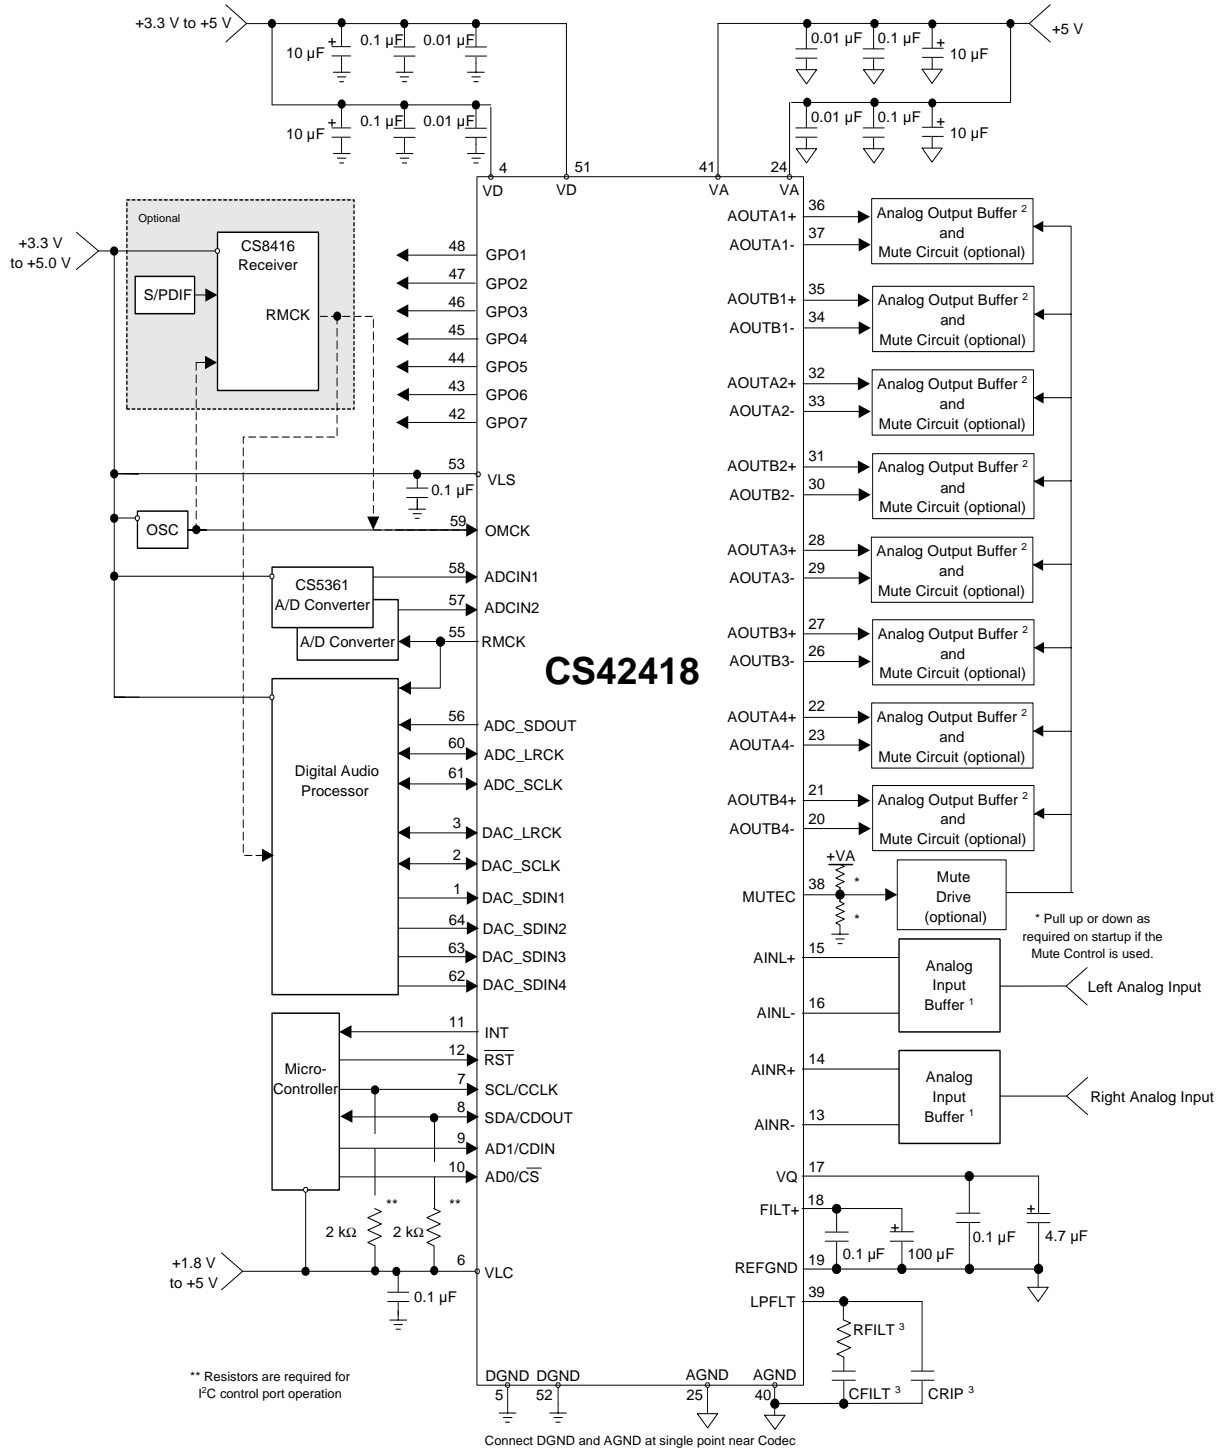 +3.3 V to +5 V
+5 V
10 µF
+
0.1 µF
0.01 µF
0.01 µF
0.1 µF
+
10 µF
10 µF
+
0.1 µF
0.01 µF
0.01 µF
0.1 µF
+
10 µF
4
51
41
24
VD
VD
VA
VA
Optional
+3.3 V
to +5.0 V
CS8416
Receiver
S/PDIF
RMCK
48
GPO1
47
GPO2
46
GPO3
45
GPO4
44
GPO5
43
GPO6
42
GPO7
53
VLS
0.1 µF
OSC
59
OMCK
CS5361
A/D Converter
A/D Converter
58
ADCIN1
57
ADCIN2
55
RMCK
CS42418
Digital Audio
Processor
56
ADC_SDOUT
60
ADC_LRCK
61
ADC_SCLK
3
DAC_LRCK
2
DAC_SCLK
1
DAC_SDIN1
64
DAC_SDIN2
63
DAC_SDIN3
62
DAC_SDIN4
Micro-
Controller
11
INT
12
RST
7
SCL/CCLK
8
SDA/CDOUT
9
AD1/CDIN
10
AD0/CS
**
**
2 kΩ
2 kΩ
+1.8 V
to +5 V
6
VLC
0.1 µF
** Resistors are required for
I²C control port operation
AOUTA1+
36
AOUTA1-
37
Analog Output Buffer ²
and
Mute Circuit (optional)
AOUTB1+
35
AOUTB1-
34
Analog Output Buffer ²
and
Mute Circuit (optional)
AOUTA2+
32
AOUTA2-
33
Analog Output Buffer ²
and
Mute Circuit (optional)
AOUTB2+
31
AOUTB2-
30
Analog Output Buffer ²
and
Mute Circuit (optional)
AOUTA3+
28
AOUTA3-
29
Analog Output Buffer ²
and
Mute Circuit (optional)
AOUTB3+
27
AOUTB3-
26
Analog Output Buffer ²
and
Mute Circuit (optional)
AOUTA4+
22
AOUTA4-
23
Analog Output Buffer ²
and
Mute Circuit (optional)
AOUTB4+
21
AOUTB4-
20
Analog Output Buffer ²
and
Mute Circuit (optional)
+VA
*
MUTEC
38
*
Mute
Drive
(optional)
* Pull up or down as
required on startup if the
Mute Control is used.
AINL+
15
AINL-
16
Analog
Input
Buffer ¹
Left Analog Input
AINR+
14
AINR-
13
Analog
Input
Buffer ¹
Right Analog Input
VQ
17
FILT+
18
0.1 µF
+
100 µF
0.1 µF
+
4.7 µF
REFGND
19
LPFLT
39
RFILT ³
CFILT ³
CRIP ³
DGND
DGND
AGND
AGND
5
52
25
40
Connect DGND and AGND at single point near Codec